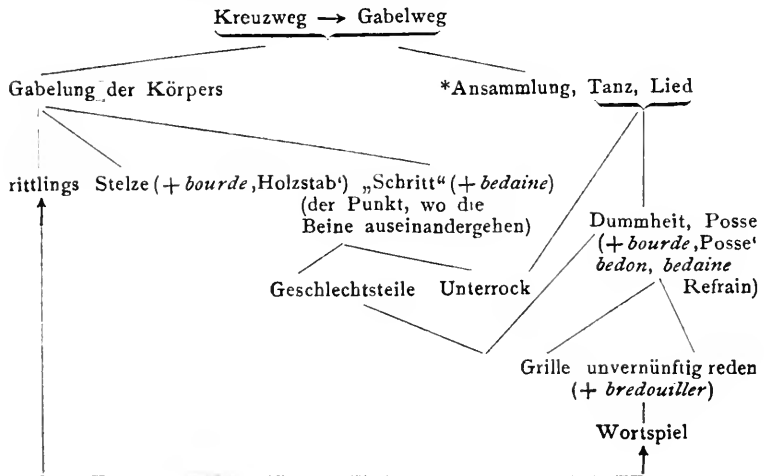 Kreuzweg → Gabelweg
Gabelung der Körpers
*Ansammlung, Tanz, Lied
rittlings Stelze (+ bourde ‚Holzstab‘) „Schritt“ (+ bedaine)
(der Punkt, wo die
Beine auseinandergehen)
Dummheit, Posse
(+ bourde ‚Posse‘
bedon, bedaine
Refrain)
Geschlechtsteile Unterrock
Grille unvernünftig reden
(+ bredouiller)
Wortspiel